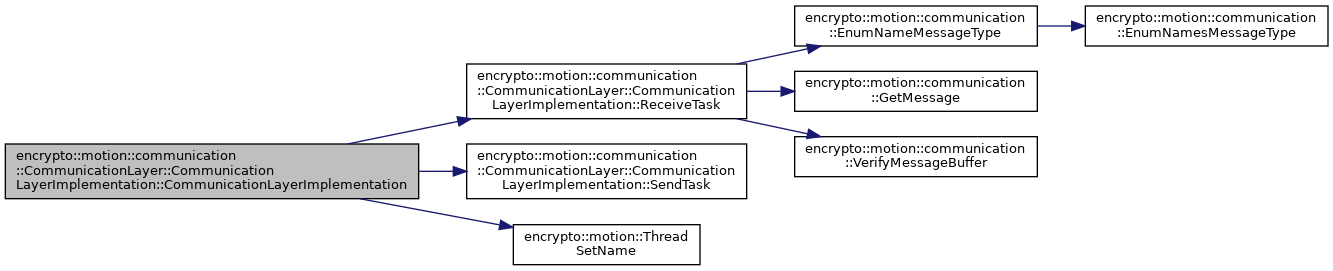 encrypto::motion::communication
::CommunicationLayer::Communication
LayerImplementation::CommunicationLayerImplementation
encrypto::motion::communication
::CommunicationLayer::Communication
LayerImplementation::ReceiveTask
encrypto::motion::communication
::EnumNameMessageType
encrypto::motion::communication
::EnumNamesMessageType
encrypto::motion::communication
::GetMessage
encrypto::motion::communication
::VerifyMessageBuffer
encrypto::motion::communication
::CommunicationLayer::Communication
LayerImplementation::SendTask
encrypto::motion::Thread
SetName